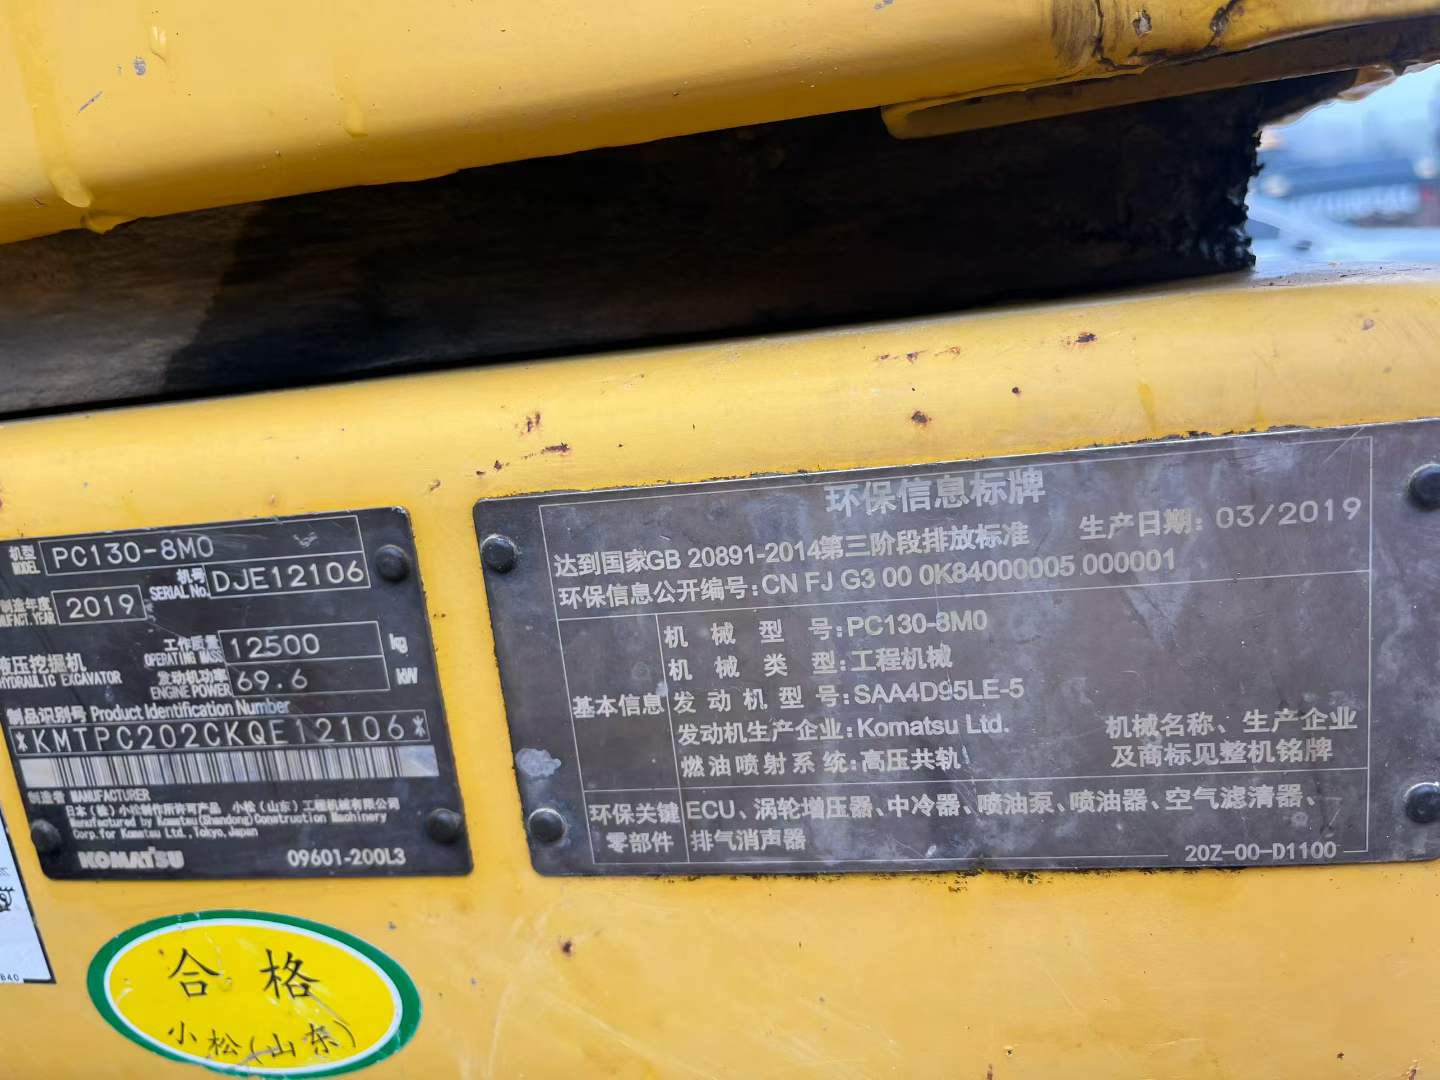 机型 MODEL PC130-8M0
机号 SERIAL No. DJE12106
制造年度 MANUFACT. YEAR 2019
工作质量 OPERATING MASS 12500 kg
液压挖掘机 HYDRAULIC EXCAVATOR
发动机功率 ENGINE POWER 69.6 kW
制品识别号 Product Identification Number
*KMTPC202CKQE12106*
制造者 MANUFACTURER
日本(株)小松制作所许可产品 小松(山东)工程机械有限公司
Manufactured by Komatsu(Shandong)Construction Machinery
Corp.for Komatsu Ltd.,Tokyo,Japan
KOMATSU 09601-200L3
合格
小松(山东)
环保信息标牌
达到国家GB 20891-2014第三阶段排放标准 生产日期:03/2019
环保信息公开编号:CN FJ G3 00 0K84000005 000001
基本信息
机械型号:PC130-8M0
机械类型:工程机械
发动机型号:SAA4D95LE-5
发动机生产企业:Komatsu Ltd.
燃油喷射系统:高压共轨
机械名称、生产企业
及商标见整机铭牌
环保关键
零部件
ECU、涡轮增压器、中冷器、喷油泵、喷油器、空气滤清器、
排气消声器
20Z-00-D1100